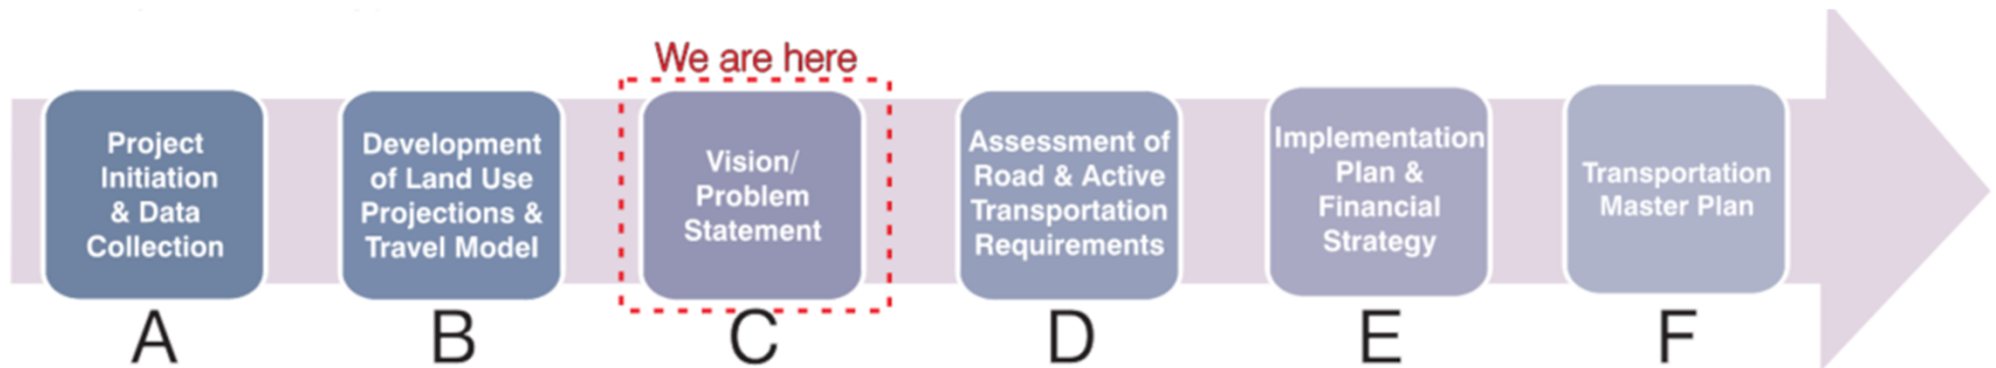 We are here
Project
Initiation
& Data
Collection
Development
of Land Use
Projections &
Travel Model
Vision/
Problem
Statement
Assessment of
Road & Active
Transportation
Requirements
Implementation
Plan &
Financial
Strategy
Transportation
Master Plan
A
B
C
D
E
F